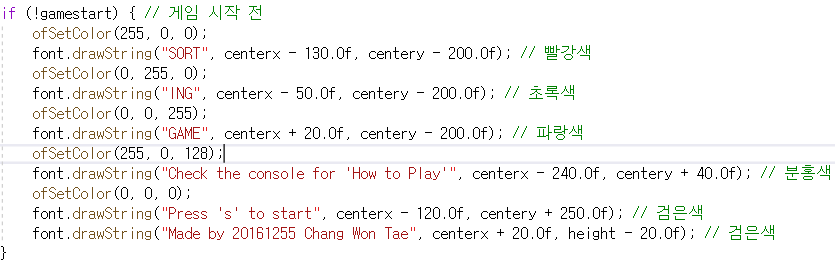 if (!gamestart) { // 게임 시작 전
ofSetColor(255, 0, 0);
font.drawString("SORT", centerx - 130.0f, centery - 200.0f); // 빨강색
ofSetColor(0, 255, 0);
font.drawString("ING", centerx - 50.0f, centery - 200.0f); // 초록색
ofSetColor(0, 0, 255);
font.drawString("GAME", centerx + 20.0f, centery - 200.0f); // 파랑색
ofSetColor(255, 0, 128);
font.drawString("Check the console for 'How to Play'", centerx - 240.0f, centery + 40.0f); // 분홍색
ofSetColor(0, 0, 0);
font.drawString("Press 's' to start", centerx - 120.0f, centery + 250.0f); // 검은색
font.drawString("Made by 20161255 Chang Won Tae", centerx + 20.0f, height - 20.0f); // 검은색
}